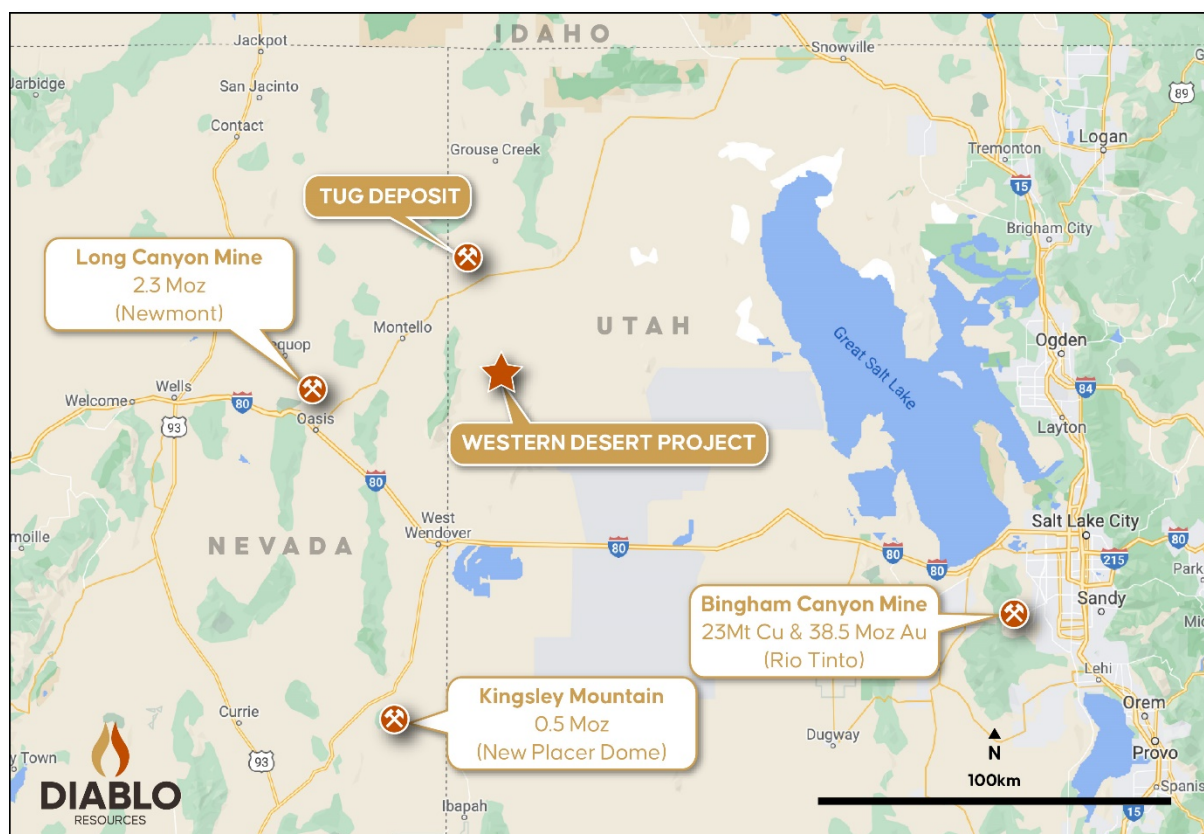 IDAHO
Jackpot
Snowville
Jarbidge
San Jacinto
89
Contact
Logan
Grouse Creek
Tremonton
15
TUG DEPOSIT
Brigham City
Long Canyon Mine
2.3 Moz
(Newmont)
Montello
UTAH
Great Salt Lake
Ogden
84
Wells
Welcome
80
93
Oasis
Layton
WESTERN DESERT PROJECT
80
West
Wendover
Salt Lake City
NEVADA
80
80
80
80
215
Sandy
Bingham Canyon Mine
23Mt Cu & 38.5 Moz Au
(Rio Tinto)
Lehi
Kingsley Mountain
0.5 Moz
(New Placer Dome)
Currie
Orem
Dugway
N
Provo
93
100km
DIABLO
RESOURCES
Ibapah
15